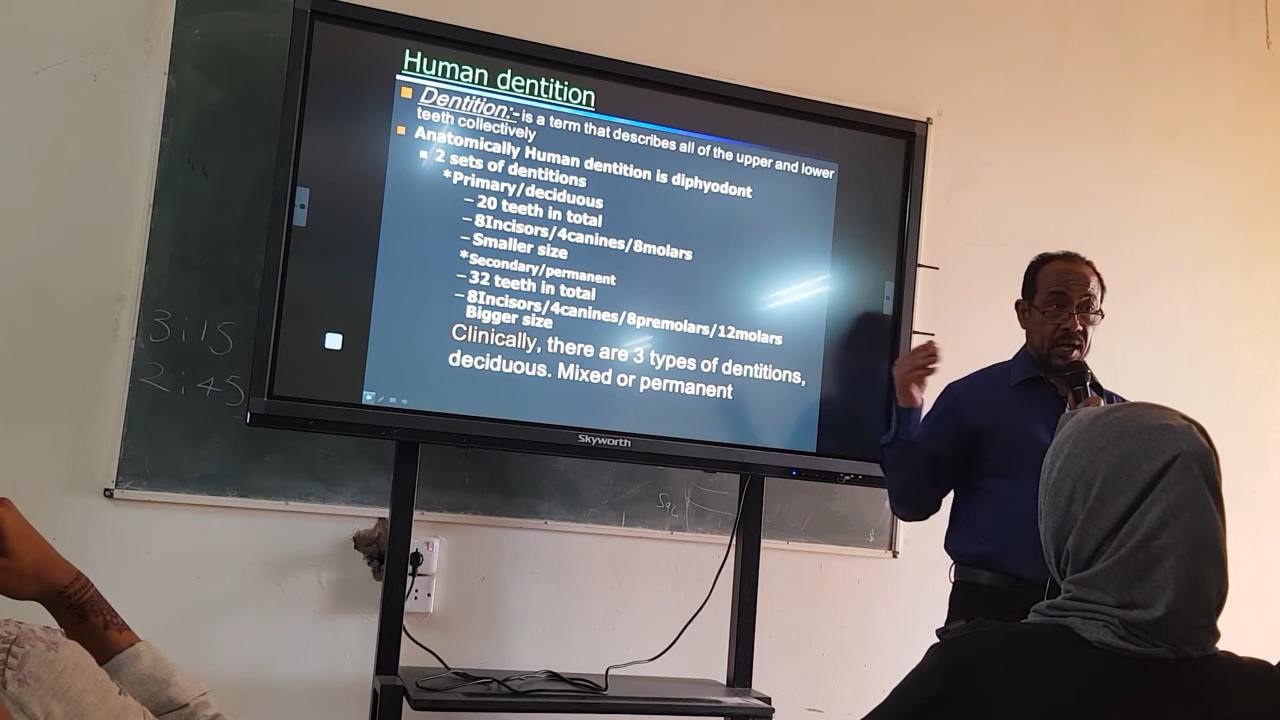 Human dentition
Dentition:- is a term that describes all of the upper and lower
teeth collectively
Anatomically Human dentition is diphyodont
2 sets of dentitions
*Primary/deciduous
– 20 teeth in total
– 8Incisors/4canines/8molars
– Smaller size
*Secondary/permanent
– 32 teeth in total
– 8Incisors/4canines/8premolars/12molars
Bigger size
Clinically, there are 3 types of dentitions,
deciduous. Mixed or permanent
3:15
2:45
Skyworth